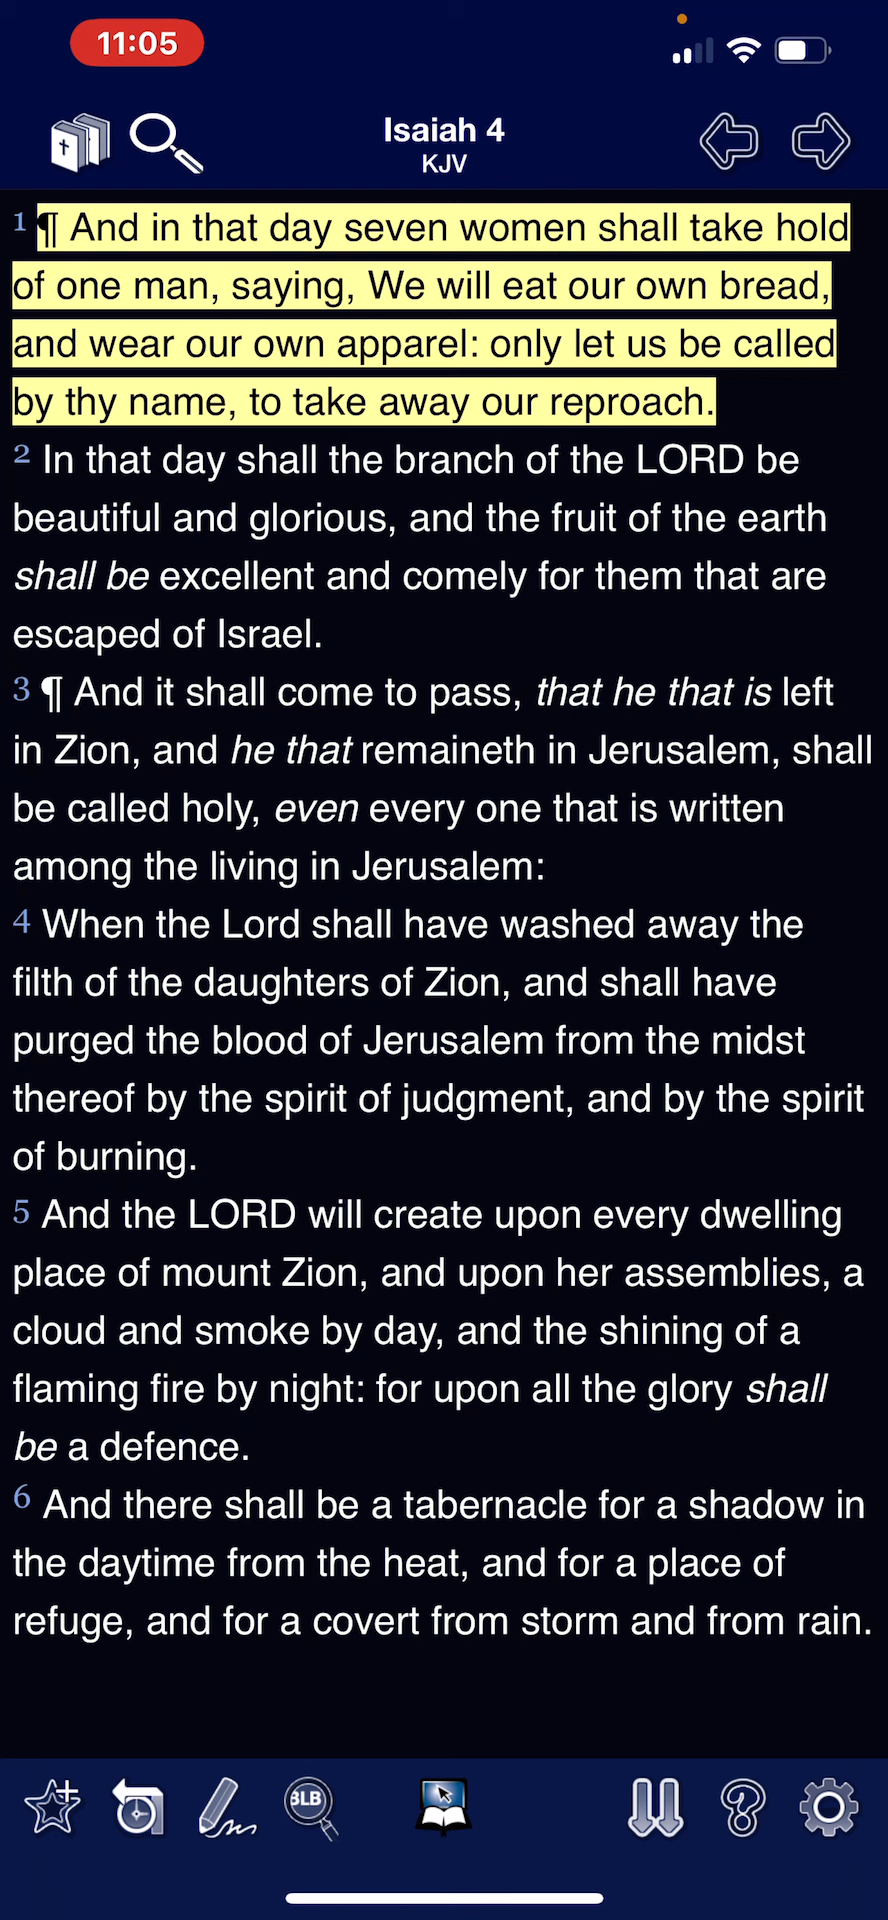 11:05
Isaiah 4
KJV
1 ¶ And in that day seven women shall take hold
of one man, saying, We will eat our own bread,
and wear our own apparel: only let us be called
by thy name, to take away our reproach.
2 In that day shall the branch of the LORD be
beautiful and glorious, and the fruit of the earth
shall be excellent and comely for them that are
escaped of Israel.
3 ¶ And it shall come to pass, that he that is left
in Zion, and he that remaineth in Jerusalem, shall
be called holy, even every one that is written
among the living in Jerusalem:
4 When the Lord shall have washed away the
filth of the daughters of Zion, and shall have
purged the blood of Jerusalem from the midst
thereof by the spirit of judgment, and by the spirit
of burning.
5 And the LORD will create upon every dwelling
place of mount Zion, and upon her assemblies, a
cloud and smoke by day, and the shining of a
flaming fire by night: for upon all the glory shall
be a defence.
6 And there shall be a tabernacle for a shadow in
the daytime from the heat, and for a place of
refuge, and for a covert from storm and from rain.
BLB